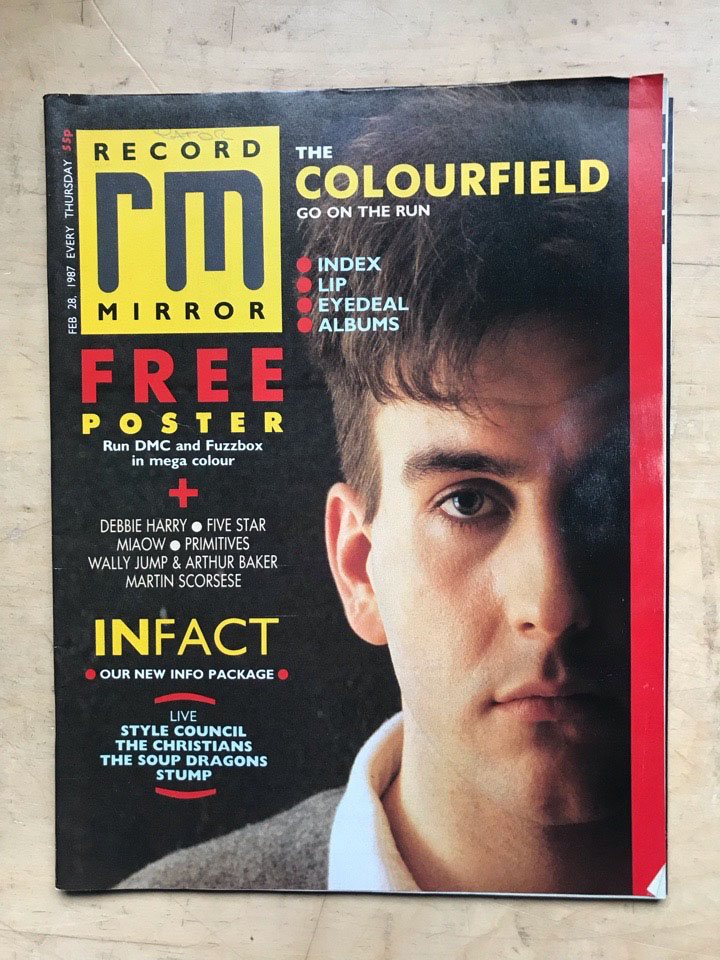 FEB 28, 1987 EVERY THURSDAY 55p
RECORD
rm
MIRROR
THE
COLOURFIELD
GO ON THE RUN
● INDEX
● LIP
● EYEDEAL
● ALBUMS
FREE
POSTER
Run DMC and Fuzzbox
in mega colour
+
DEBBIE HARRY ● FIVE STAR
MIAOW ● PRIMITIVES
WALLY JUMP & ARTHUR BAKER
MARTIN SCORSESE
INFACT
● OUR NEW INFO PACKAGE ●
LIVE
STYLE COUNCIL
THE CHRISTIANS
THE SOUP DRAGONS
STUMP